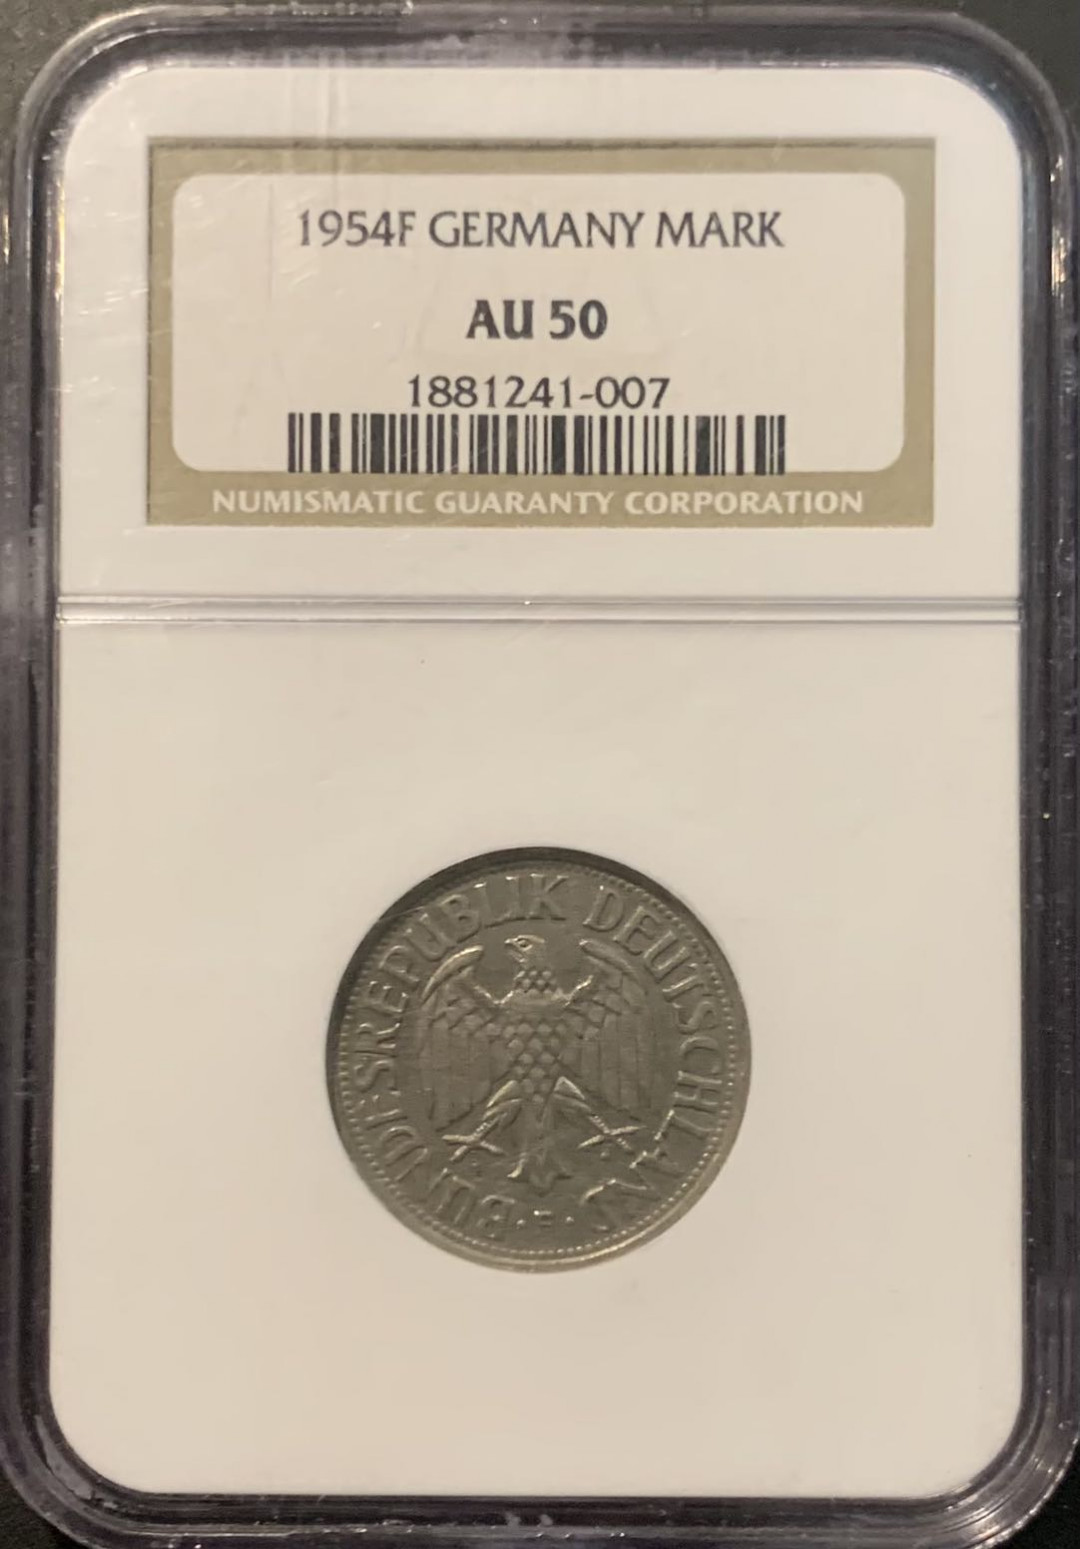 1954F GERMANY MARK
AU 50
1881241-007
NUMISMATIC GUARANTY CORPORATION
BUNDESREPUBLIK DEUTSCHLAND
· F ·